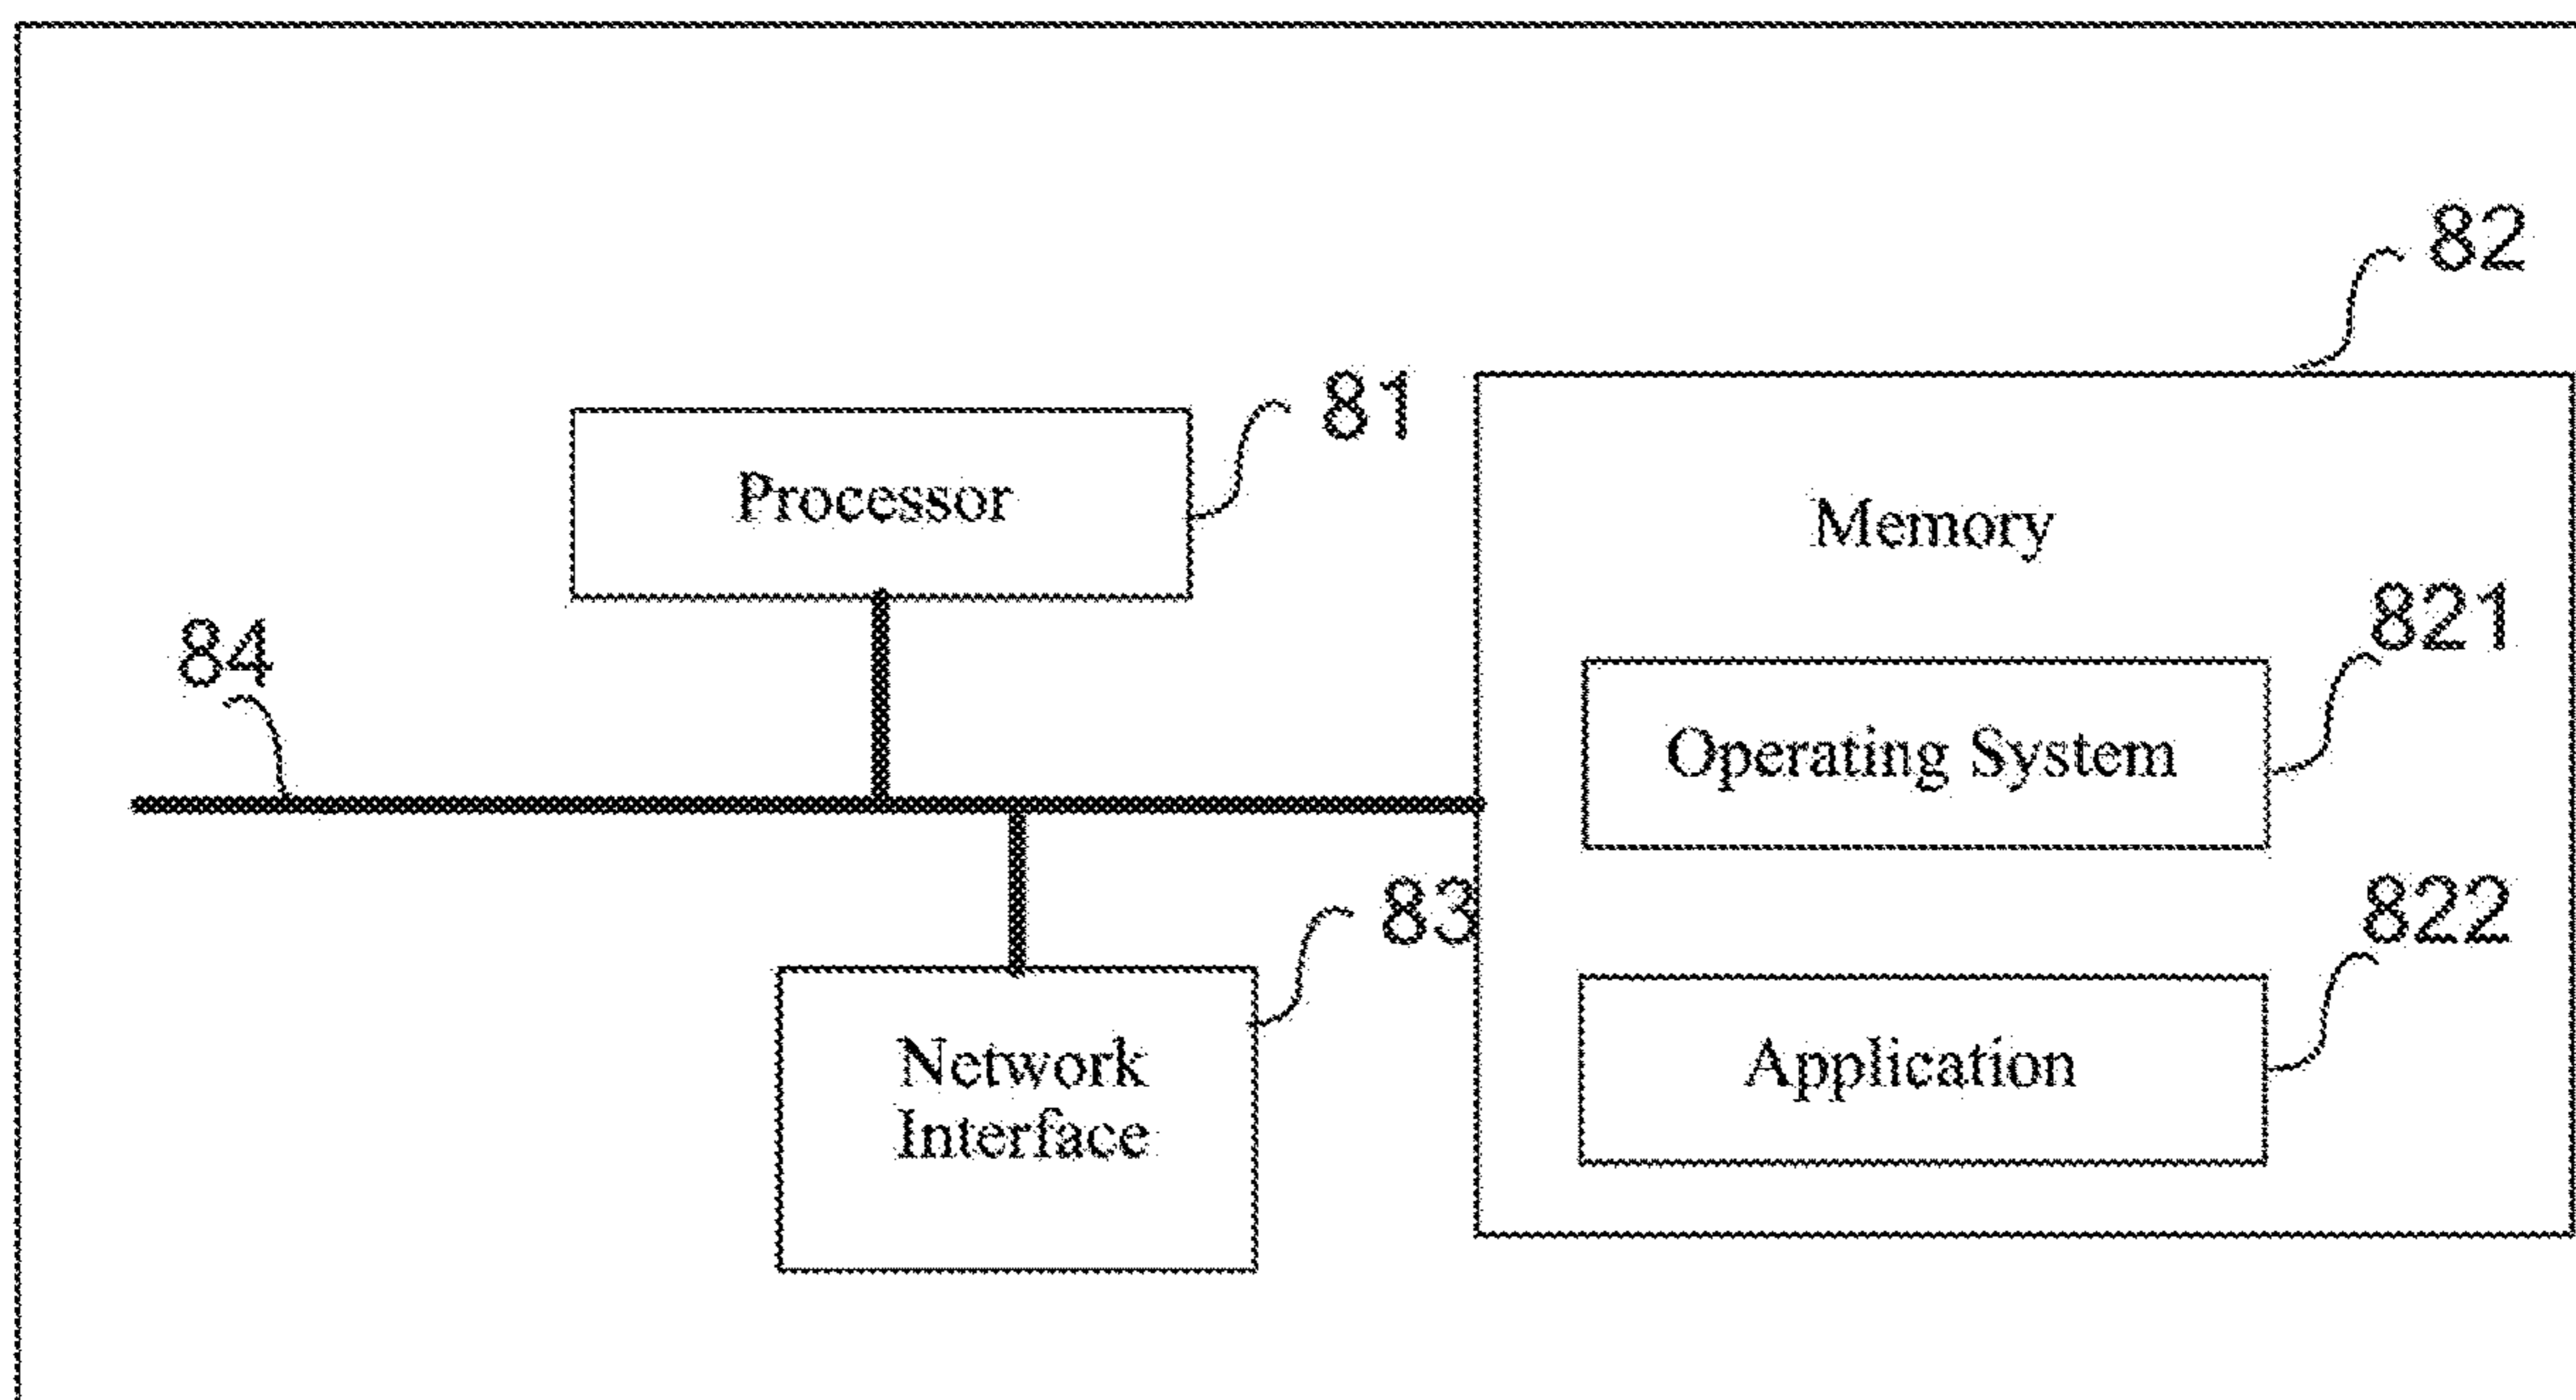 82
81
Processor
Memory
821
84
Operating System
83
822
Network
Interface
Application